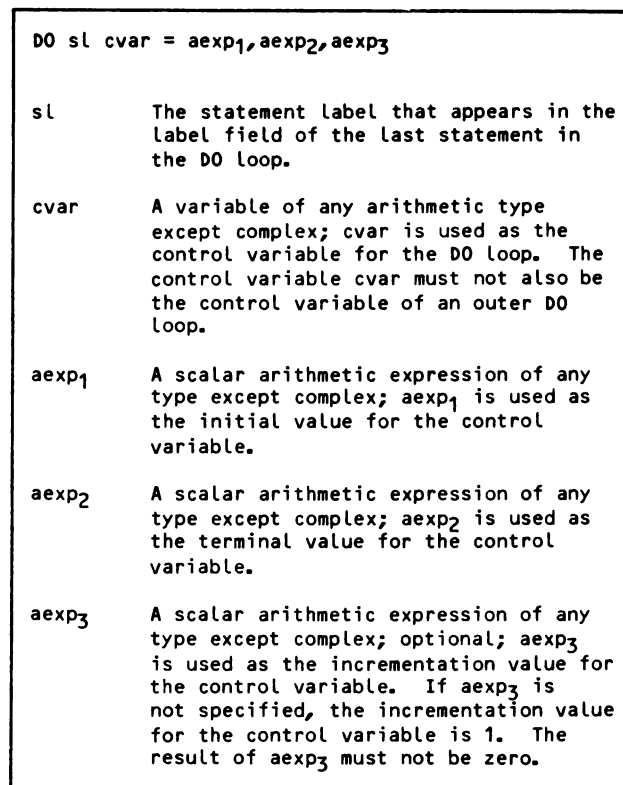 DO sl cvar = aexp₁,aexp₂,aexp₃
sl The statement label that appears in the
label field of the last statement in
the DO loop.
cvar A variable of any arithmetic type
except complex; cvar is used as the
control variable for the DO loop. The
control variable cvar must not also be
the control variable of an outer DO
loop.
aexp₁ A scalar arithmetic expression of any
type except complex; aexp₁ is used as
the initial value for the control
variable.
aexp₂ A scalar arithmetic expression of any
type except complex; aexp₂ is used as
the terminal value for the control
variable.
aexp₃ A scalar arithmetic expression of any
type except complex; optional; aexp₃
is used as the incrementation value for
the control variable. If aexp₃ is
not specified, the incrementation value
for the control variable is 1. The
result of aexp₃ must not be zero.